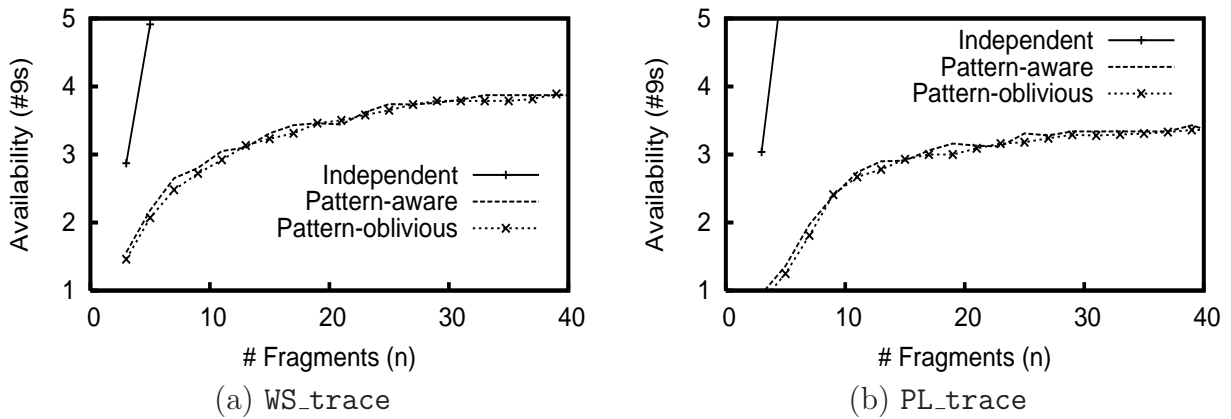 5
4
3
2
1
Availability (#9s)
Independent
Pattern-aware
Pattern-oblivious
0 10 20 30 40
# Fragments (n)
(a) WS_trace
5
4
3
2
1
Availability (#9s)
Independent
Pattern-aware
Pattern-oblivious
0 10 20 30 40
# Fragments (n)
(b) PL_trace